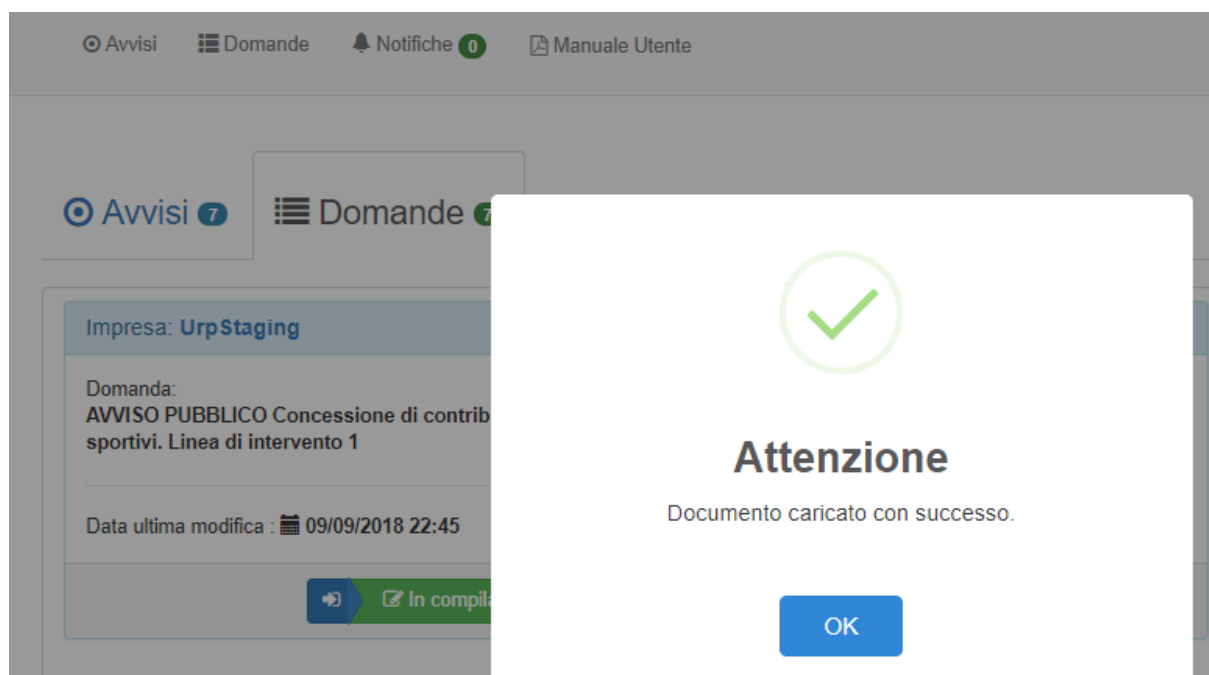 Avvisi Domande Notifiche 0 Manuale Utente
Avvisi 7 Domande
Impresa: UrpStaging
Domanda:
AVVISO PUBBLICO Concessione di contrib
sportivi. Linea di intervento 1
Data ultima modifica : 09/09/2018 22:45
In compila
Attenzione
Documento caricato con successo.
OK